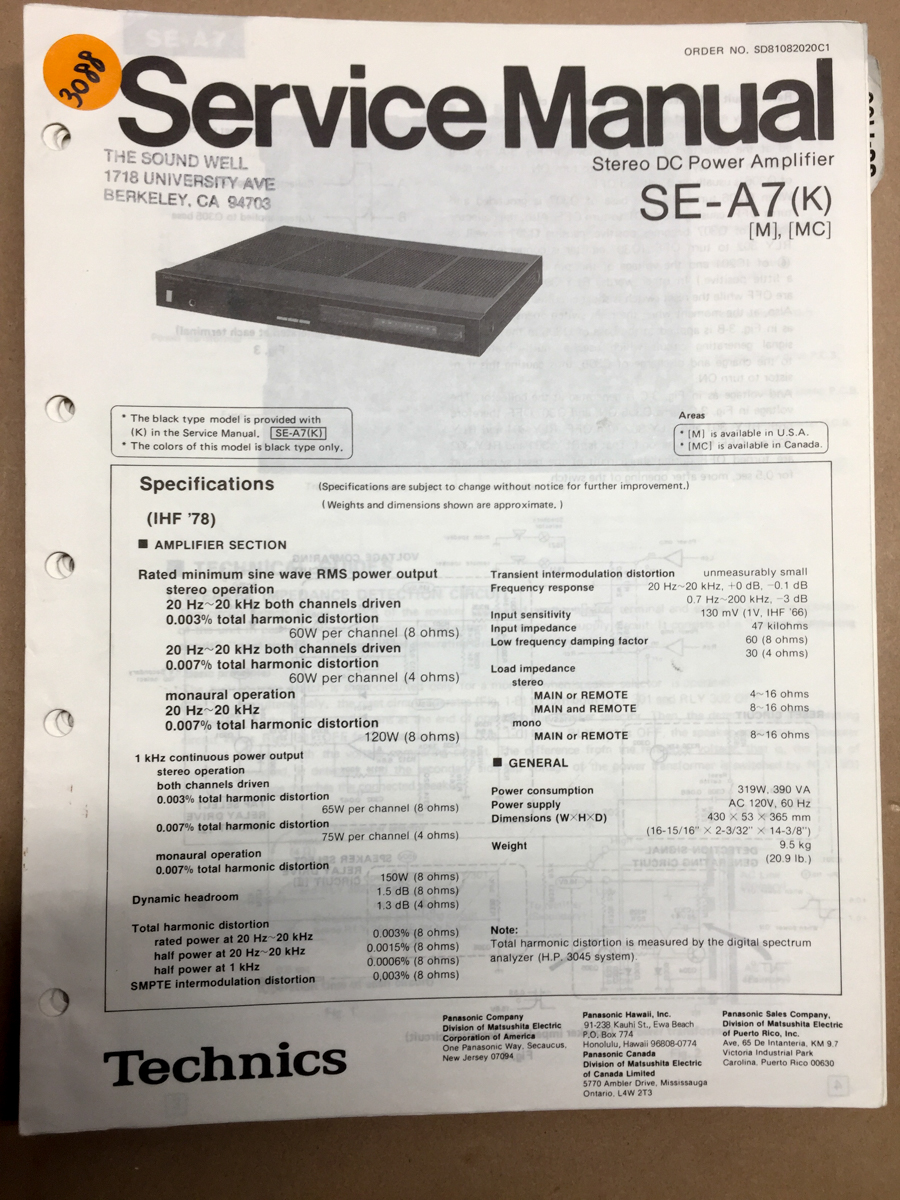 SE-A7
ORDER NO. SD81082020C1
3088
Service Manual
THE SOUND WELL
1718 UNIVERSITY AVE
BERKELEY, CA 94703
Stereo DC Power Amplifier
SE-A7(K)
[M], [MC]
* The black type model is provided with
(K) in the Service Manual. SE-A7(K)
* The colors of this model is black type only.
Areas
* [M] is available in U.S.A.
* [MC] is available in Canada.
Specifications (Specifications are subject to change without notice for further improvement.)
(Weights and dimensions shown are approximate.)
(IHF '78)
■ AMPLIFIER SECTION
Rated minimum sine wave RMS power output
stereo operation
20 Hz~20 kHz both channels driven
0.003% total harmonic distortion
60W per channel (8 ohms)
20 Hz~20 kHz both channels driven
0.007% total harmonic distortion
60W per channel (4 ohms)
monaural operation
20 Hz~20 kHz
0.007% total harmonic distortion
120W (8 ohms)
1 kHz continuous power output
stereo operation
both channels driven
0.003% total harmonic distortion
65W per channel (8 ohms)
0.007% total harmonic distortion
75W per channel (4 ohms)
monaural operation
0.007% total harmonic distortion
150W (8 ohms)
Dynamic headroom 1.5 dB (8 ohms)
1.3 dB (4 ohms)
Total harmonic distortion
rated power at 20 Hz~20 kHz 0.003% (8 ohms)
half power at 20 Hz~20 kHz 0.0015% (8 ohms)
half power at 1 kHz 0.0006% (8 ohms)
SMPTE intermodulation distortion 0,003% (8 ohms)
Transient intermodulation distortion unmeasurably small
Frequency response 20 Hz~20 kHz, +0 dB, −0.1 dB
0.7 Hz~200 kHz, −3 dB
Input sensitivity 130 mV (1V, IHF '66)
Input impedance 47 kilohms
Low frequency damping factor 60 (8 ohms)
30 (4 ohms)
Load impedance
stereo
MAIN or REMOTE 4~16 ohms
MAIN and REMOTE 8~16 ohms
mono
MAIN or REMOTE 8~16 ohms
■ GENERAL
Power consumption 319W, 390 VA
Power supply AC 120V, 60 Hz
Dimensions (W×H×D) 430 × 53 × 365 mm
(16-15/16" × 2-3/32" × 14-3/8")
Weight 9.5 kg
(20.9 lb.)
Note:
Total harmonic distortion is measured by the digital spectrum
analyzer (H.P. 3045 system).
Technics
Panasonic Company
Division of Matsushita Electric
Corporation of America
One Panasonic Way, Secaucus,
New Jersey 07094
Panasonic Hawaii, Inc.
91-238 Kauhi St., Ewa Beach
P.O. Box 774
Honolulu, Hawaii 96808-0774
Panasonic Canada
Division of Matsushita Electric
of Canada Limited
5770 Ambler Drive, Mississauga
Ontario. L4W 2T3
Panasonic Sales Company,
Division of Matsushita Electric
of Puerto Rico, Inc.
Ave, 65 De Intanteria, KM 9.7
Victoria Industrial Park
Carolina. Puerto Rico 00630